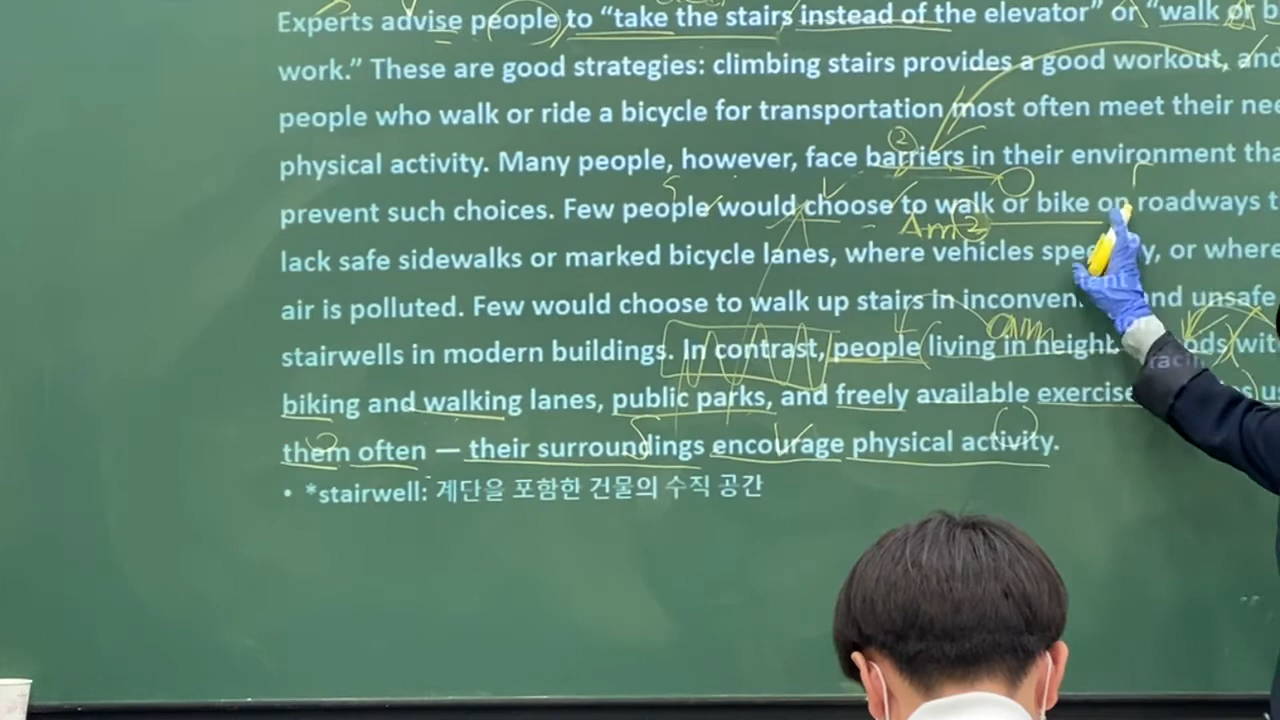 Experts advise people to “take the stairs instead of the elevator” or “walk or b
work.” These are good strategies: climbing stairs provides a good workout, and
people who walk or ride a bicycle for transportation most often meet their nee
physical activity. Many people, however, face barriers in their environment tha
prevent such choices. Few people would choose to walk or bike on roadways t
lack safe sidewalks or marked bicycle lanes, where vehicles spee y, or where
air is polluted. Few would choose to walk up stairs in inconvenient and unsafe
stairwells in modern buildings. In contrast, people living in neighb ods wit
biking and walking lanes, public parks, and freely available exercise
them often — their surroundings encourage physical activity.
• *stairwell: 계단을 포함한 건물의 수직 공간